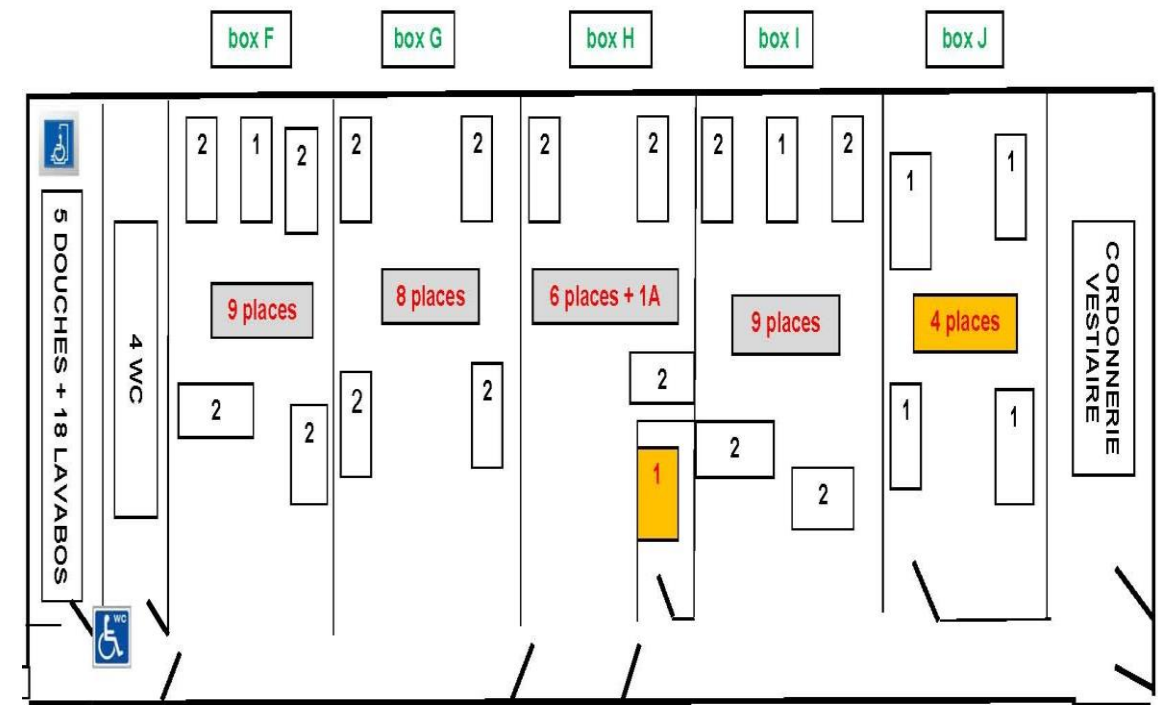 box F
box G
box H
box I
box J
2
1
2
2
2
2
2
2
1
2
1
1
9 places
8 places
6 places + 1A
9 places
4 places
5 DOUCHES + 18 LAVABOS
4 WC
CORDONNERIE
VESTIAIRE
2
2
2
2
2
1
2
2
1
1
WC